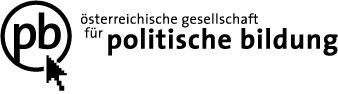 pb
österreichische gesellschaft
für politische bildung